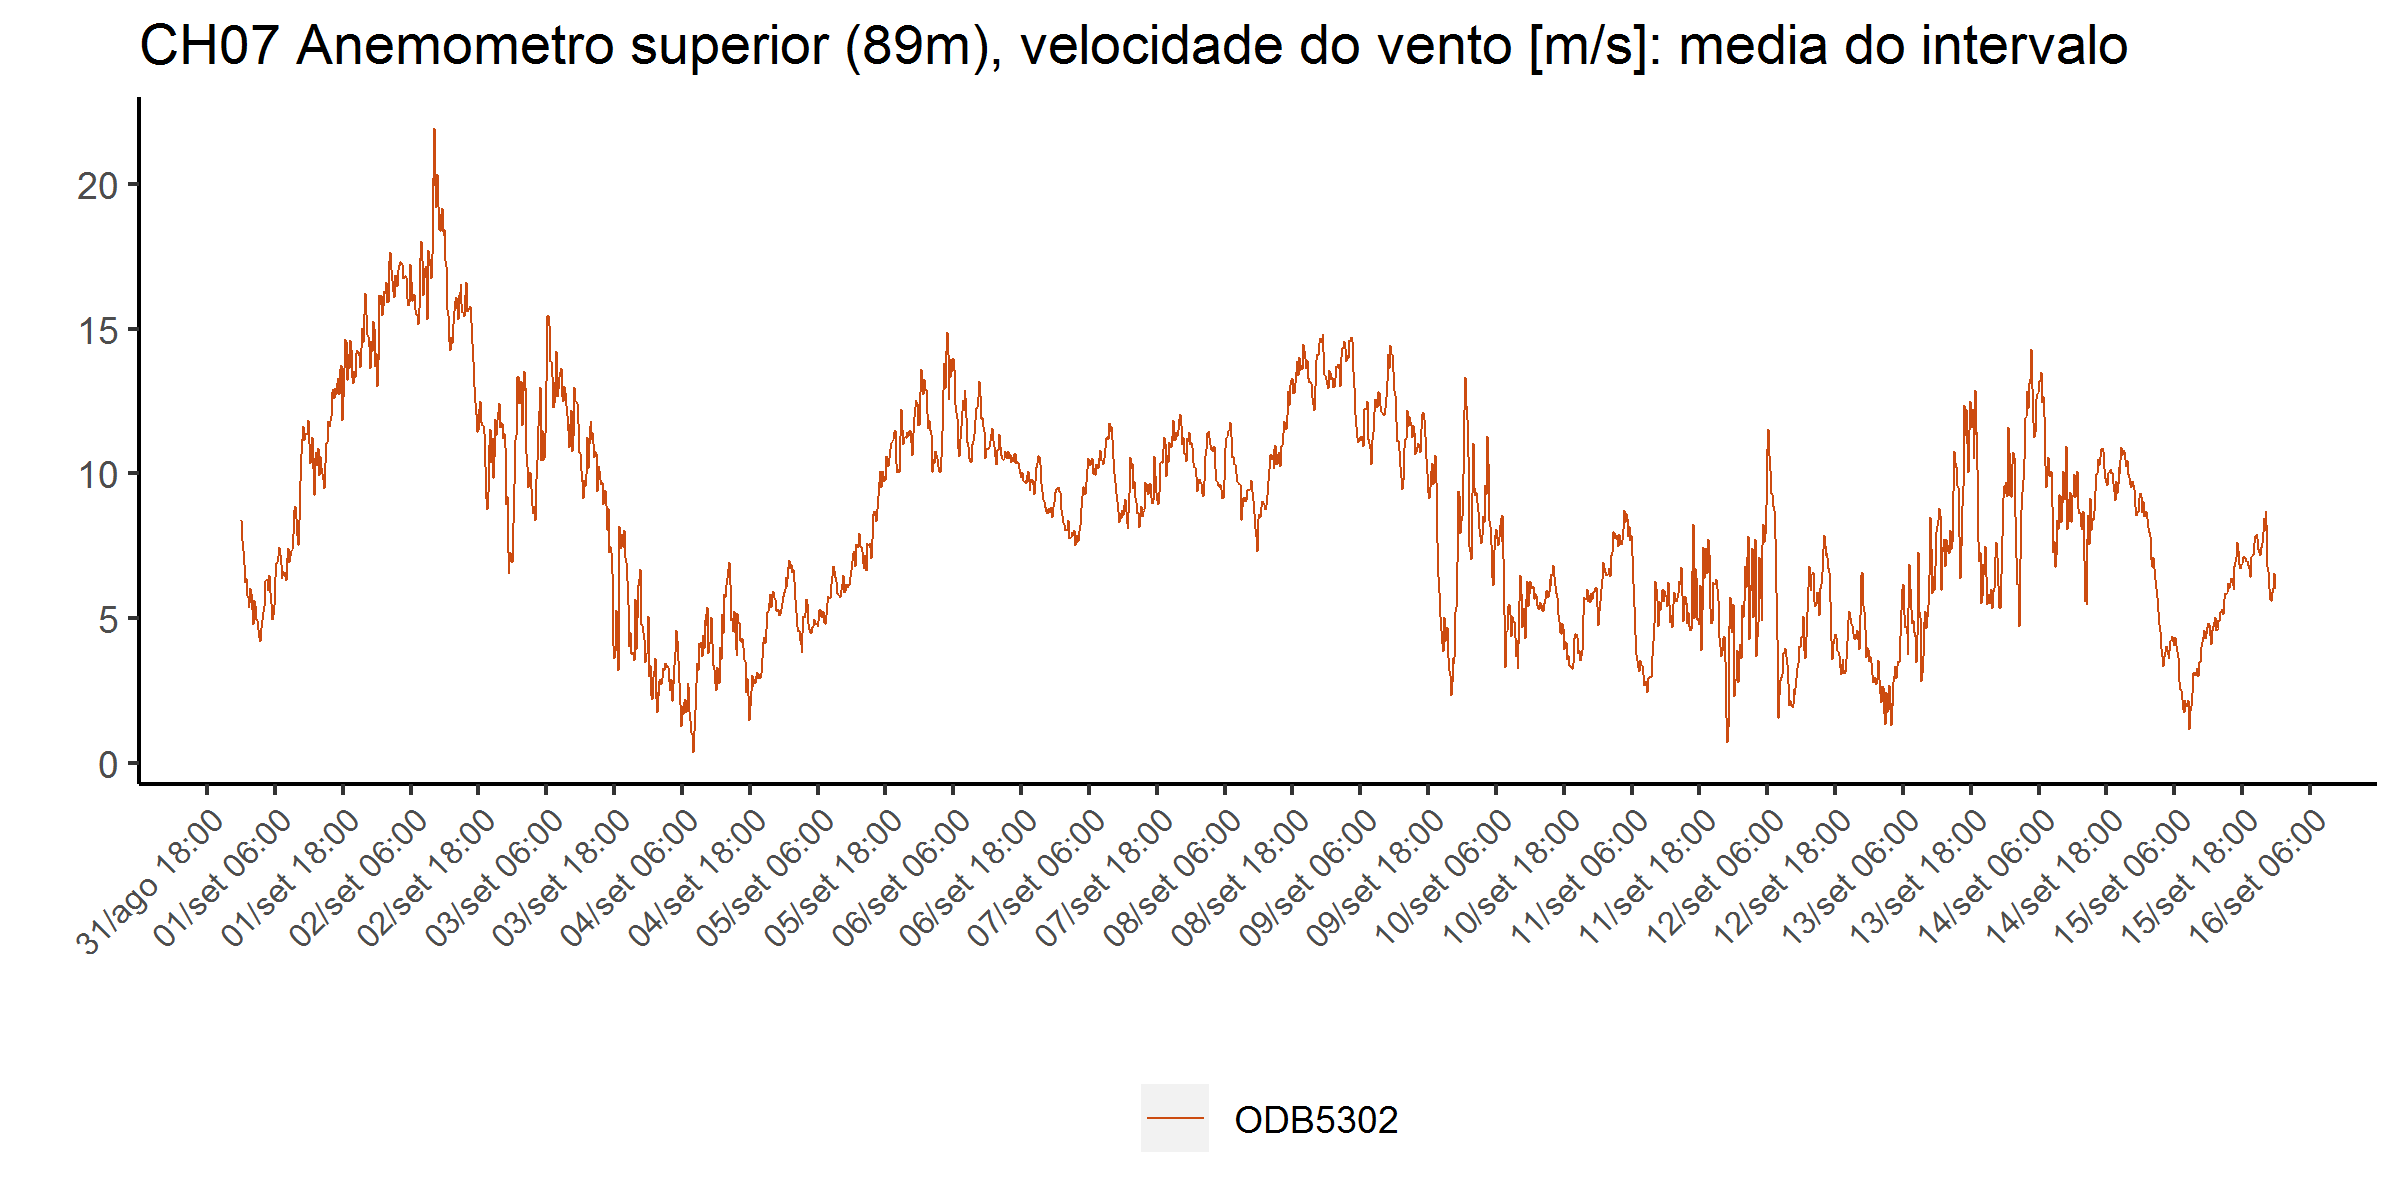 CH07 Anemometro superior (89m), velocidade do vento [m/s]: media do intervalo
20
15
10
5
0
31/ago 18:00
01/set 06:00
01/set 18:00
02/set 06:00
02/set 18:00
03/set 06:00
03/set 18:00
04/set 06:00
04/set 18:00
05/set 06:00
05/set 18:00
06/set 06:00
06/set 18:00
07/set 06:00
07/set 18:00
08/set 06:00
08/set 18:00
09/set 06:00
09/set 18:00
10/set 06:00
10/set 18:00
11/set 06:00
11/set 18:00
12/set 06:00
12/set 18:00
13/set 06:00
13/set 18:00
14/set 06:00
14/set 18:00
15/set 06:00
15/set 18:00
16/set 06:00
ODB5302